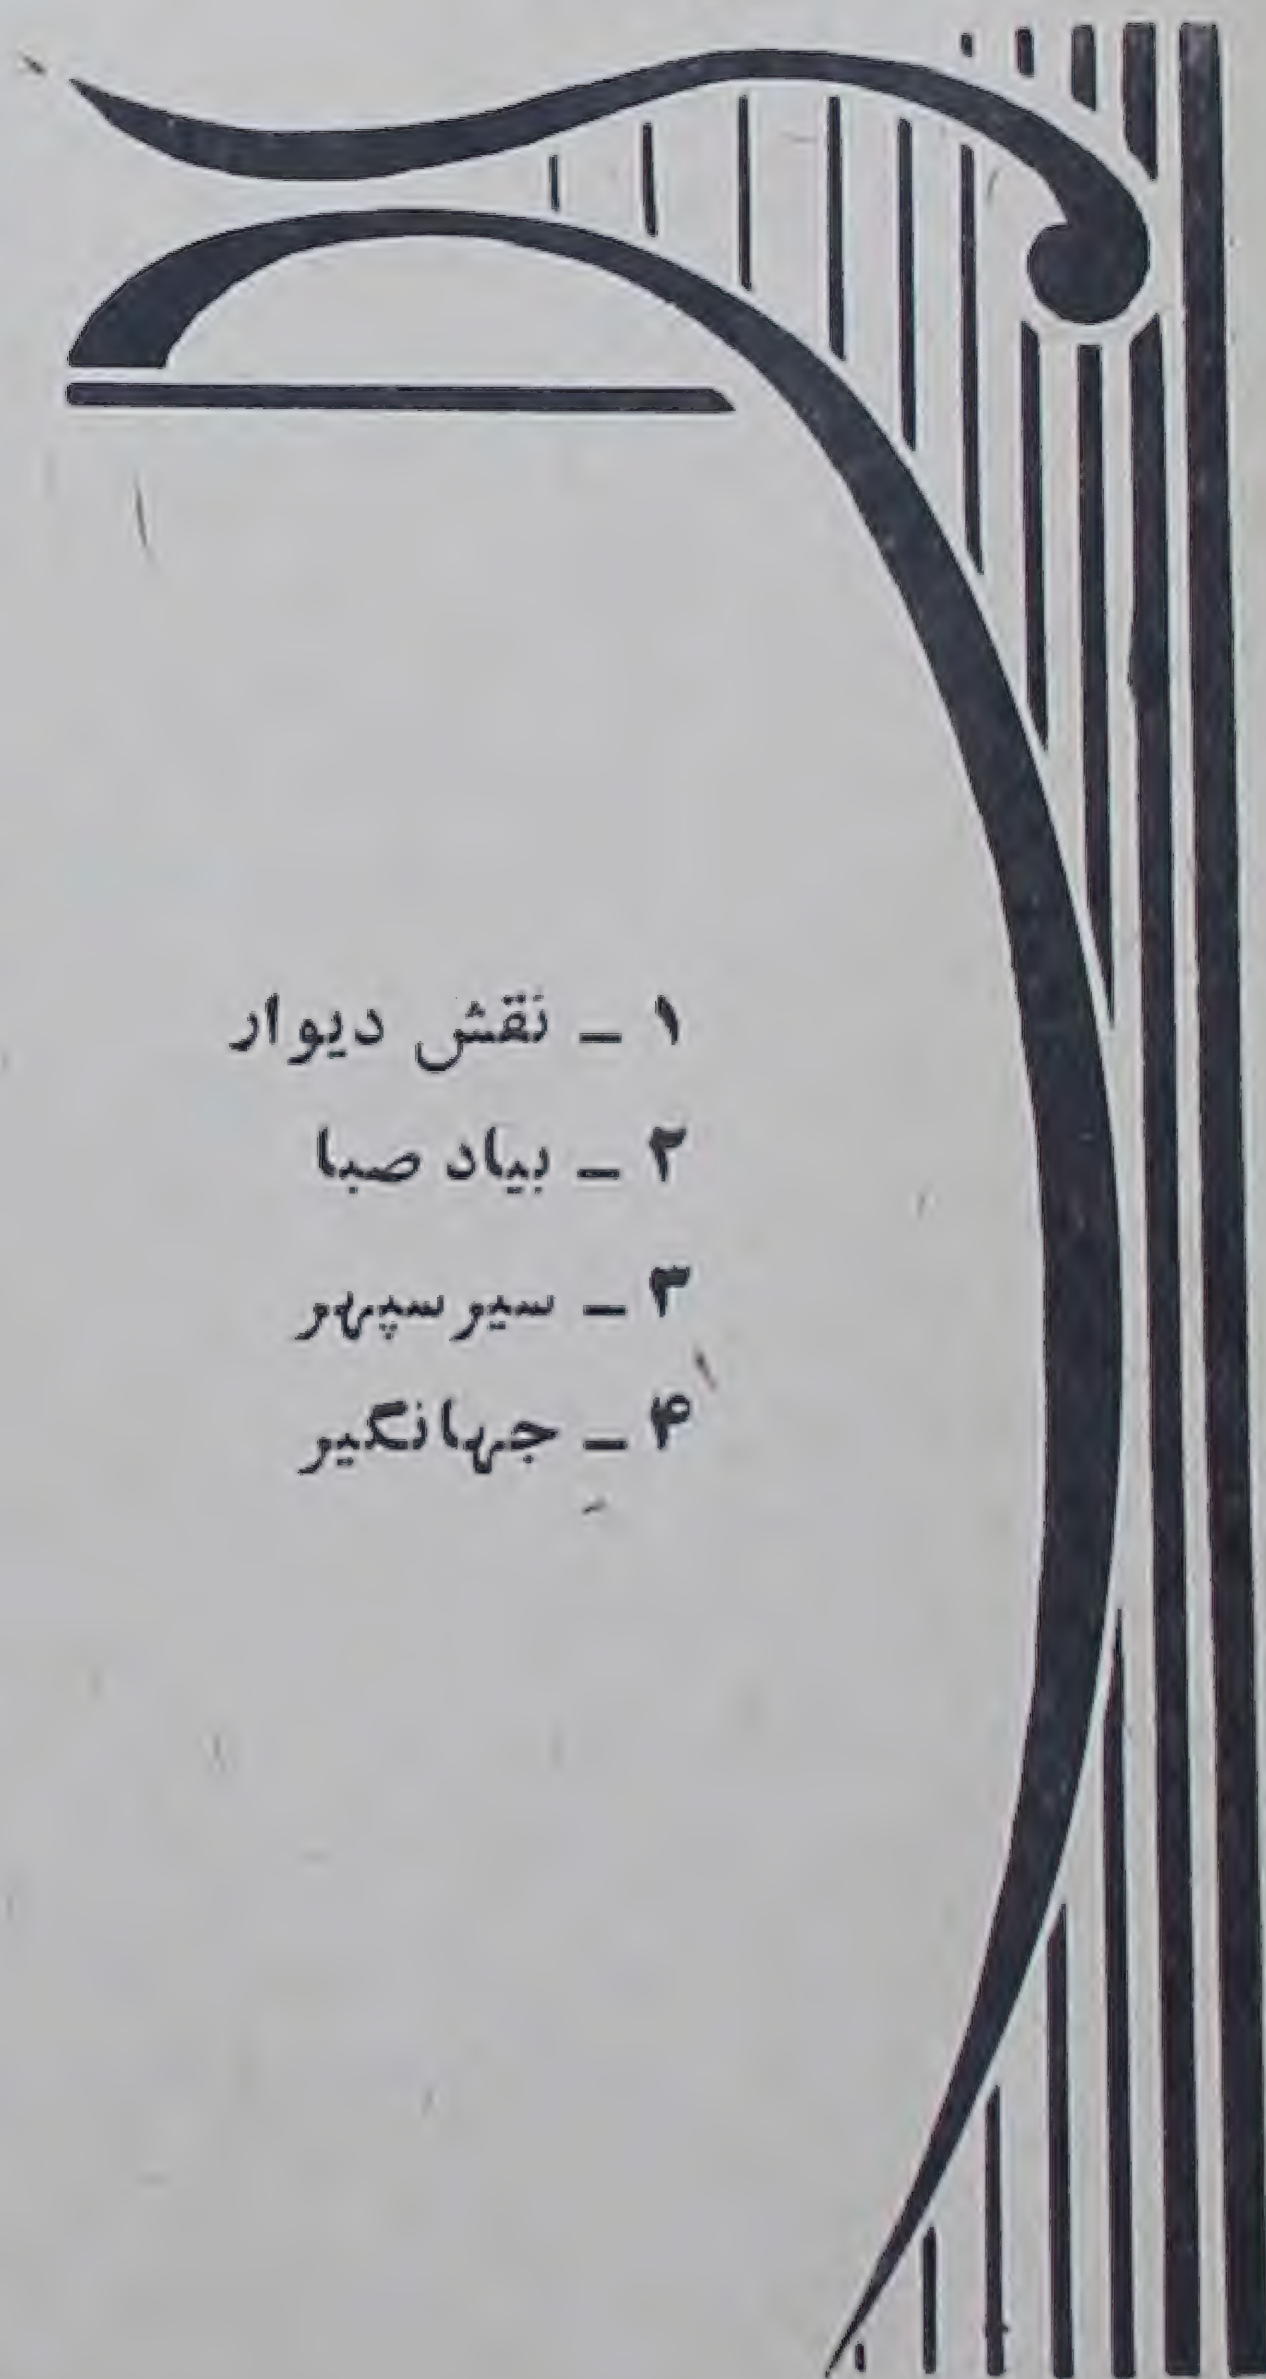 ۱ - نقش دیوار
۲ - بیاد صبا
۳ - سیر سپهر
۴ - جهانگیر